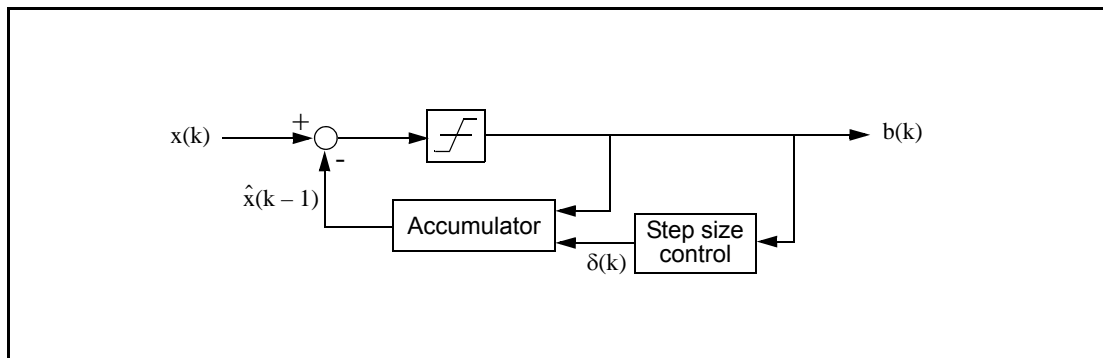 x(k)
+
-
b(k)
x̂(k – 1)
Accumulator
Step size
control
δ(k)